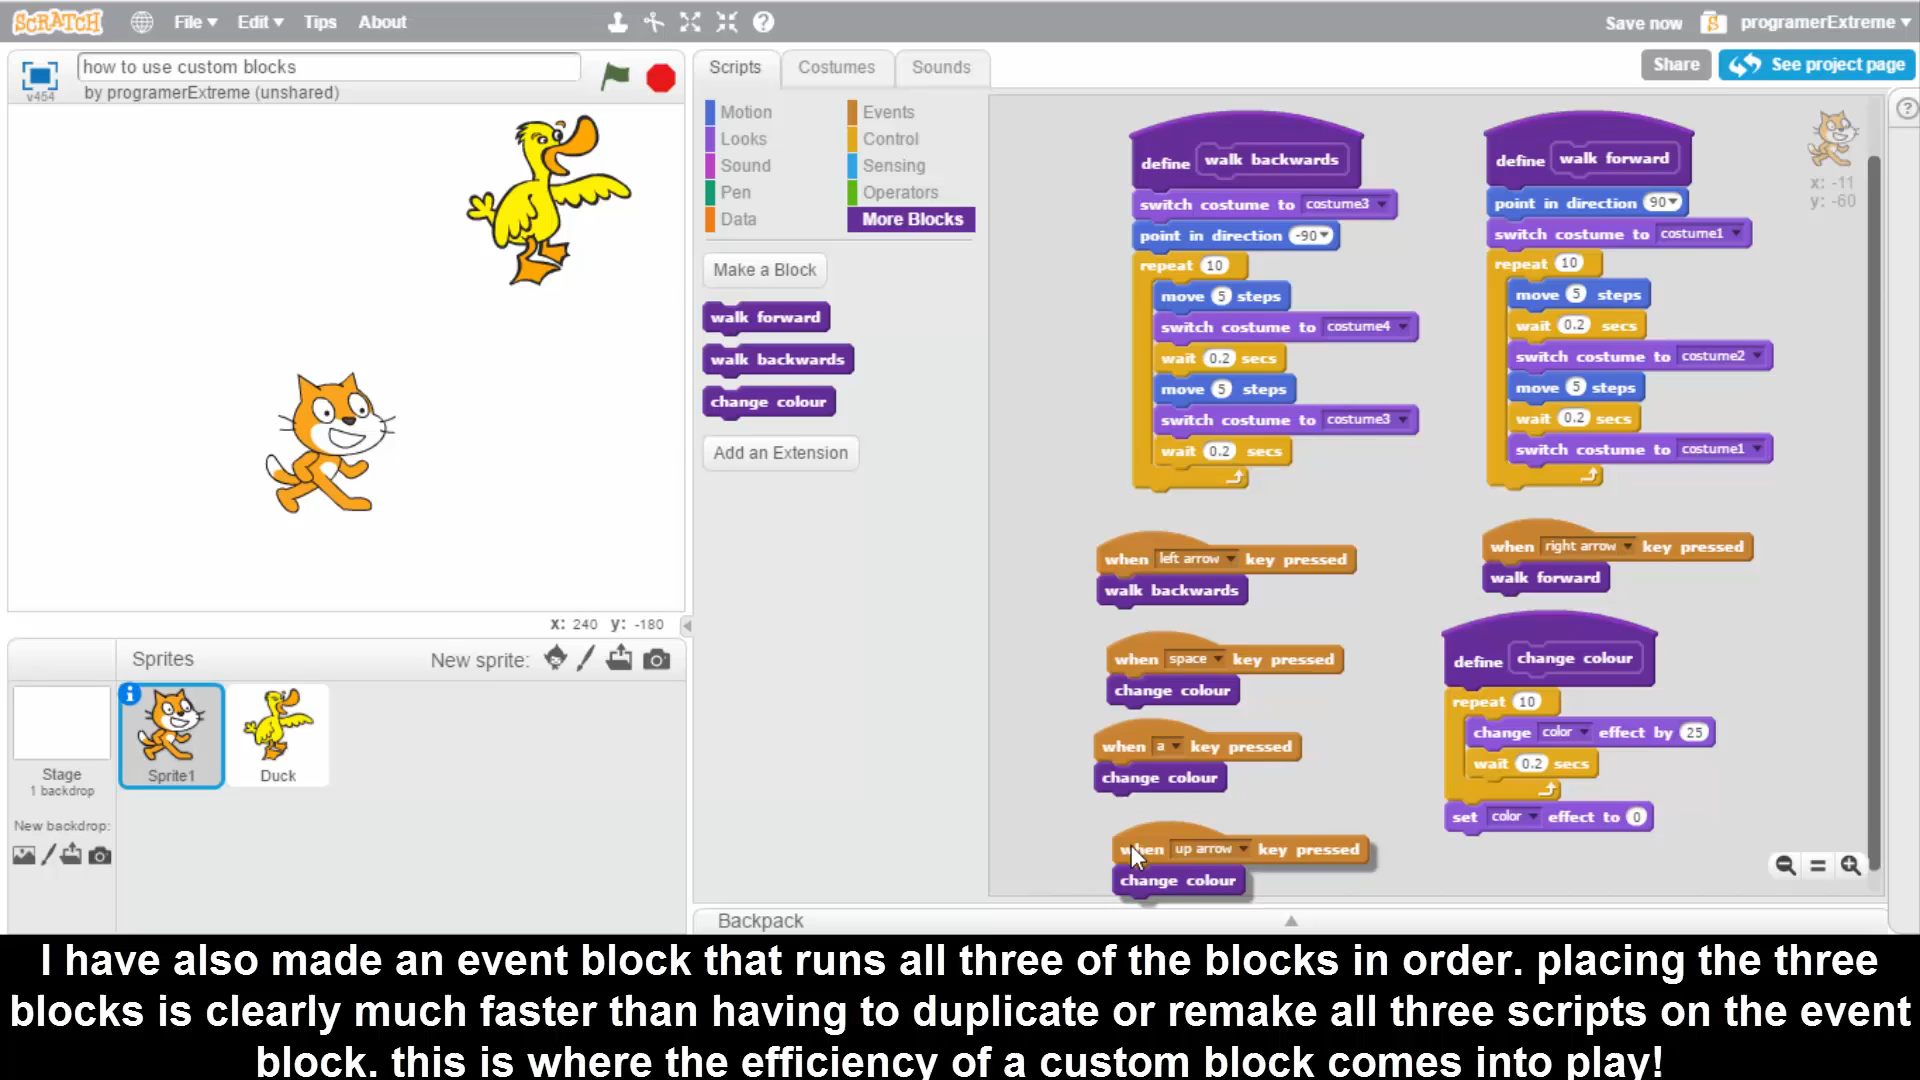 SCRATCH File Edit Tips About Save now programerExtreme
how to use custom blocks
by programerExtreme (unshared)
v454
Scripts Costumes Sounds
Share See project page
Motion Events
Looks Control
Sound Sensing
Pen Operators
Data More Blocks
Make a Block
walk forward
walk backwards
change colour
Add an Extension
define walk backwards
switch costume to costume3
point in direction -90
repeat 10
move 5 steps
switch costume to costume4
wait 0.2 secs
move 5 steps
switch costume to costume3
wait 0.2 secs
define walk forward
point in direction 90
switch costume to costume1
repeat 10
move 5 steps
wait 0.2 secs
switch costume to costume2
move 5 steps
wait 0.2 secs
switch costume to costume1
x: -11
y: -60
when left arrow key pressed
walk backwards
when right arrow key pressed
walk forward
when space key pressed
change colour
when a key pressed
change colour
when up arrow key pressed
change colour
define change colour
repeat 10
change color effect by 25
wait 0.2 secs
set color effect to 0
x: 240 y: -180
Sprites New sprite:
Sprite1 Duck
Stage
1 backdrop
New backdrop:
Backpack
I have also made an event block that runs all three of the blocks in order. placing the three
blocks is clearly much faster than having to duplicate or remake all three scripts on the event
block. this is where the efficiency of a custom block comes into play!